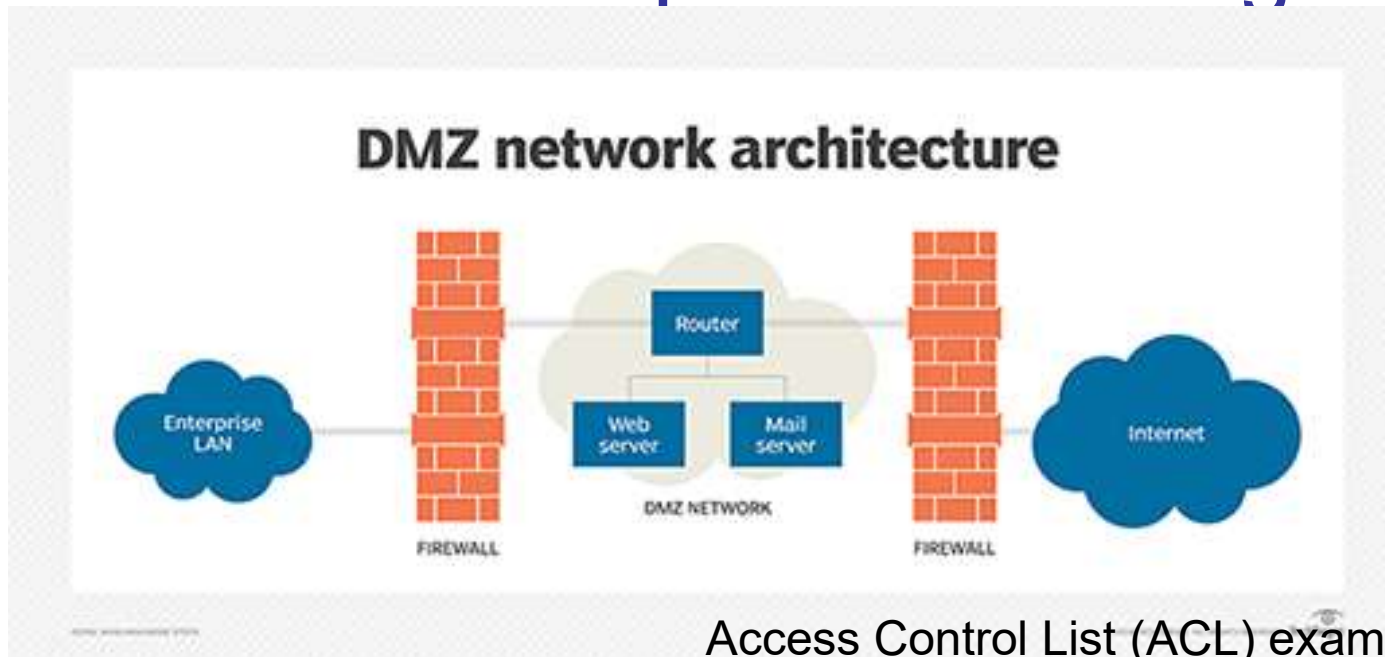 DMZ network architecture
Router
Enterprise
LAN
Web
server
Mail
server
Internet
DMZ NETWORK
FIREWALL
FIREWALL
Access Control List (ACL) exam